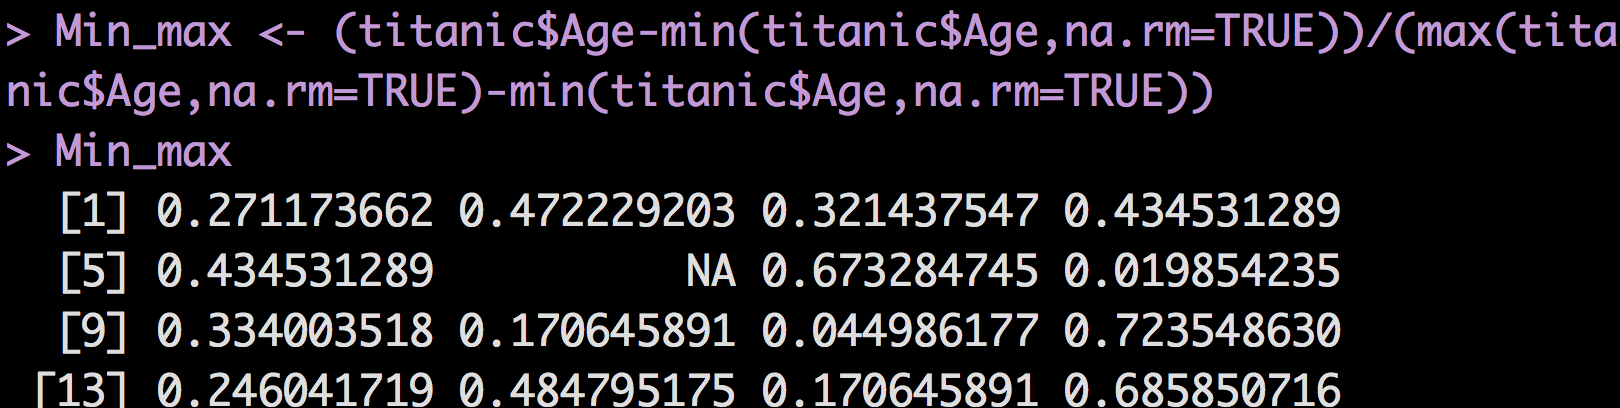 > Min_max <- (titanic$Age-min(titanic$Age,na.rm=TRUE))/(max(tita
nic$Age,na.rm=TRUE)-min(titanic$Age,na.rm=TRUE))
> Min_max
[1] 0.271173662 0.472229203 0.321437547 0.434531289
[5] 0.434531289 NA 0.673284745 0.019854235
[9] 0.334003518 0.170645891 0.044986177 0.723548630
[13] 0.246041719 0.484795175 0.170645891 0.685850716